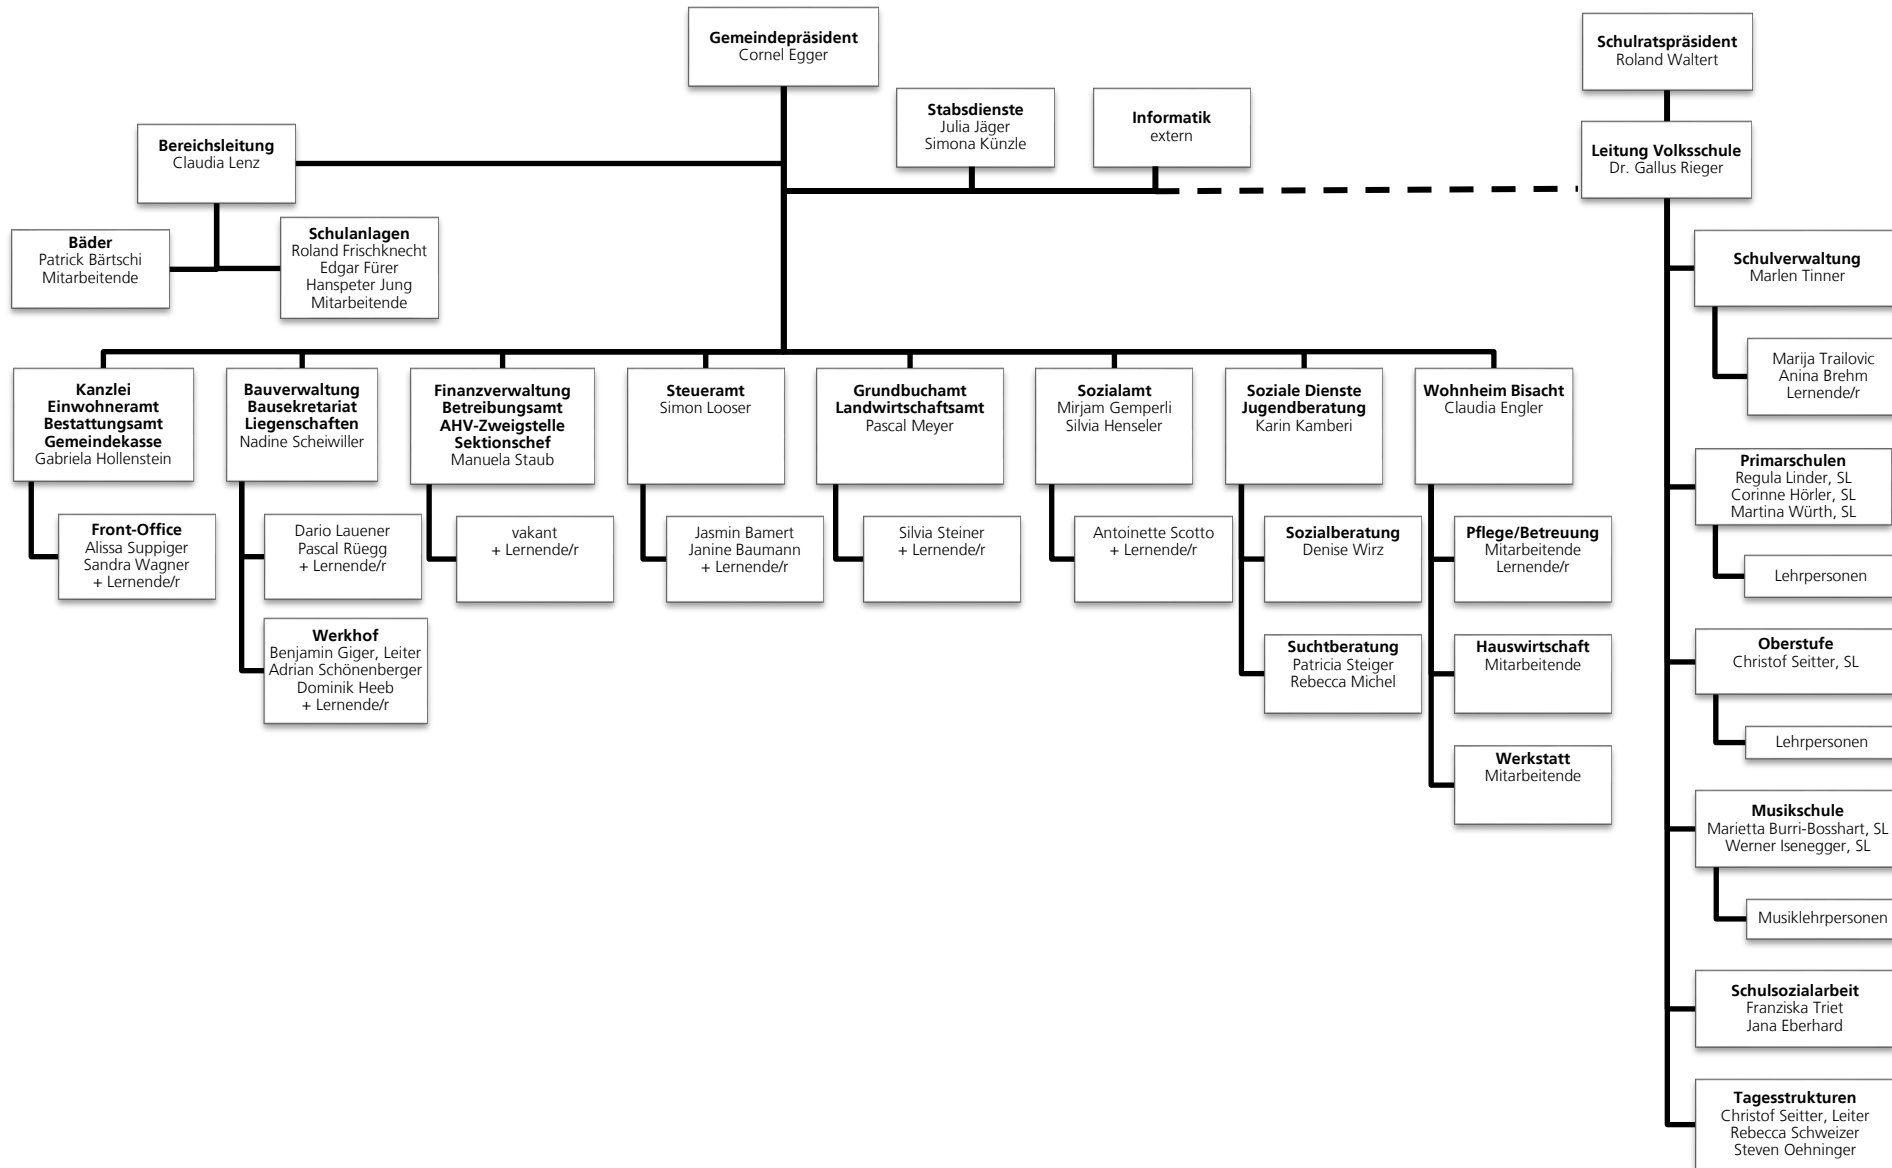 Gemeindepräsident
Cornel Egger
Schulratspräsident
Roland Waltert
Stabsdienste
Julia Jäger
Simona Künzle
Informatik
extern
Bereichsleitung
Claudia Lenz
Leitung Volksschule
Dr. Gallus Rieger
Bäder
Patrick Bärtschi
Mitarbeitende
Schulanlagen
Roland Frischknecht
Edgar Fürer
Hanspeter Jung
Mitarbeitende
Kanzlei
Einwohneramt
Bestattungsamt
Gemeindekasse
Gabriela Hollenstein
Front-Office
Alissa Suppiger
Sandra Wagner
+ Lernende/r
Bauverwaltung
Bausekretariat
Liegenschaften
Nadine Scheiwiller
Dario Lauener
Pascal Rüegg
+ Lernende/r
Werkhof
Benjamin Giger, Leiter
Adrian Schönenberger
Dominik Heeb
+ Lernende/r
Finanzverwaltung
Betreibungsamt
AHV-Zweigstelle
Sektionschef
Manuela Staub
vakant
+ Lernende/r
Steueramt
Simon Looser
Jasmin Bamert
Janine Baumann
+ Lernende/r
Grundbuchamt
Landwirtschaftsamt
Pascal Meyer
Silvia Steiner
+ Lernende/r
Sozialamt
Mirjam Gemperli
Silvia Henseler
Antoinette Scotto
+ Lernende/r
Soziale Dienste
Jugendberatung
Karin Kamberi
Sozialberatung
Denise Wirz
Suchtberatung
Patricia Steiger
Rebecca Michel
Wohnheim Bisacht
Claudia Engler
Pflege/Betreuung
Mitarbeitende
Lernende/r
Hauswirtschaft
Mitarbeitende
Werkstatt
Mitarbeitende
Schulverwaltung
Marlen Tinner
Marija Trailovic
Anina Brehm
Lernende/r
Primarschulen
Regula Linder, SL
Corinne Hörler, SL
Martina Würth, SL
Lehrpersonen
Oberstufe
Christof Seitter, SL
Lehrpersonen
Musikschule
Marietta Burri-Bosshart, SL
Werner Isenegger, SL
Musiklehrpersonen
Schulsozialarbeit
Franziska Triet
Jana Eberhard
Tagesstrukturen
Christof Seitter, Leiter
Rebecca Schweizer
Steven Oehninger